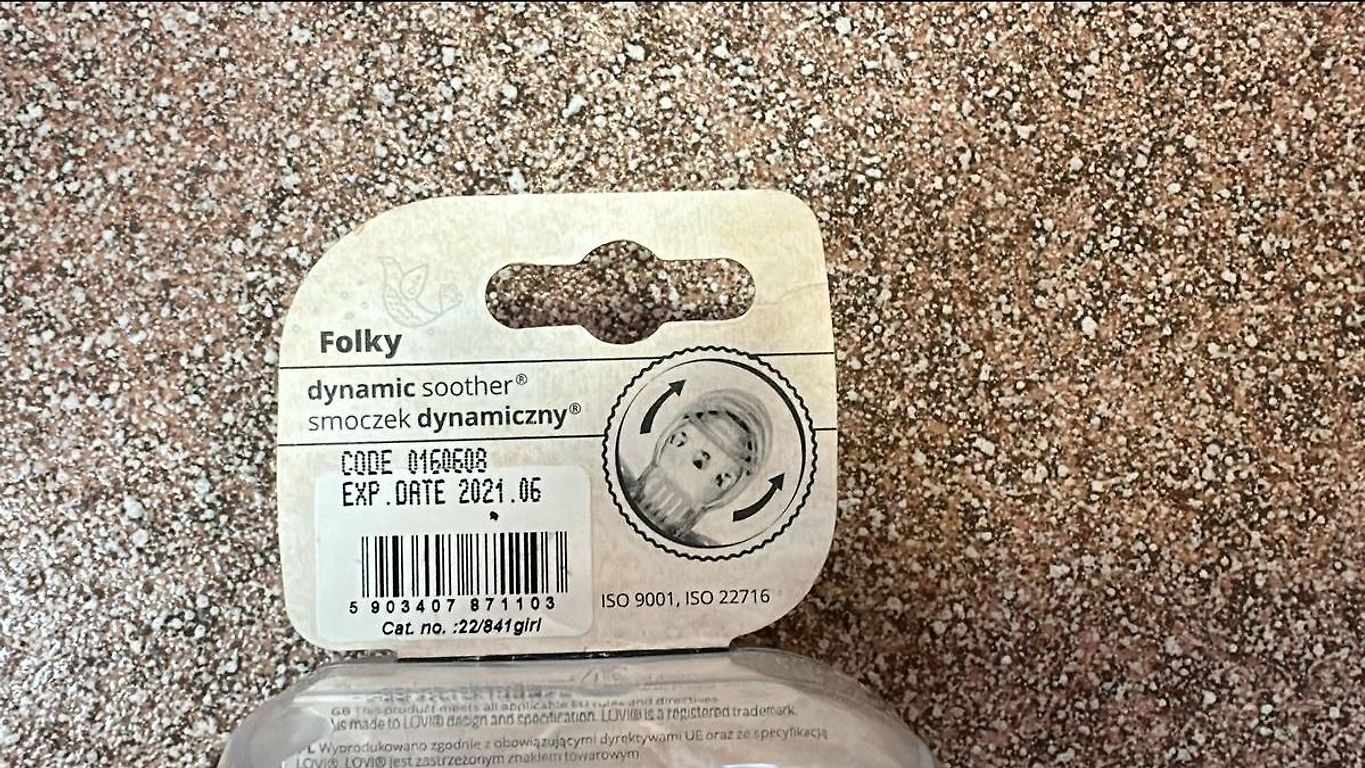 Folky
dynamic soother®
smoczek dynamiczny®
CODE 0160608
EXP.DATE 2021.06
5 903407 871103
Cat. no. :22/841girl
ISO 9001, ISO 22716
GB This product meets all applicable EU rules and directives
is made to LOVI® design and specification. LOVI® is a registered trademark.
PL Wyprodukowano zgodnie z obowiązującymi dyrektywami UE oraz ze specyfikacją
LOVI®. LOVI® jest zastrzeżonym znakiem towarowym.